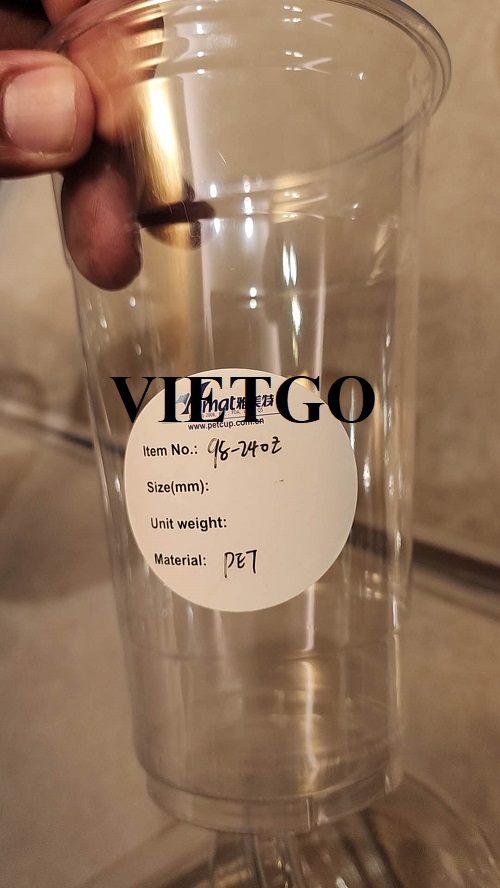 VIETGO
www.petcup.com.cn
Item No.: 98-24oz
Size(mm):
Unit weight:
Material: PET